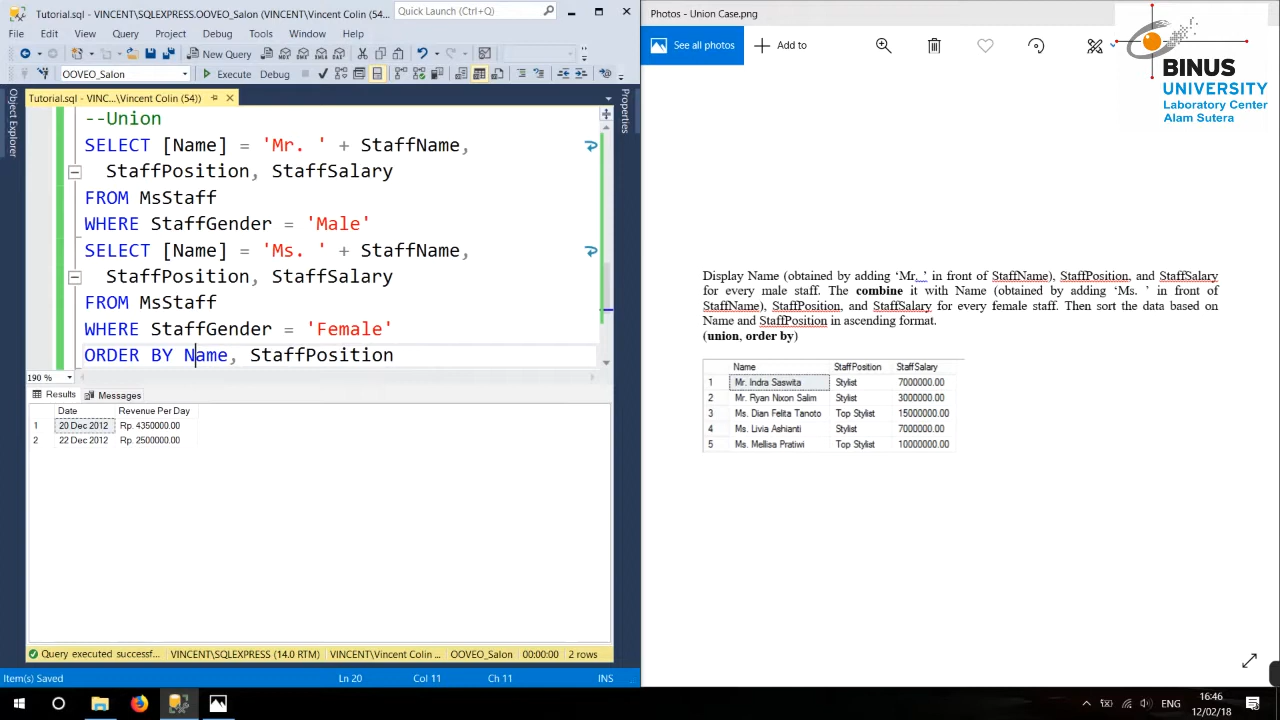 VINCENT\SQLEXPRESS.OOVEO_Salon (VINCENT\Vincent Colin (54...
Quick Launch (Ctrl+Q)
File Edit View Query Project Debug Tools Window Help
New Query
OOVEO_Salon
Execute Debug
Tutorial.sql - VINC...\Vincent Colin (54))
Object Explorer
Properties
--Union
SELECT [Name] = 'Mr. ' + StaffName,
StaffPosition, StaffSalary
FROM MsStaff
WHERE StaffGender = 'Male'
SELECT [Name] = 'Ms. ' + StaffName,
StaffPosition, StaffSalary
FROM MsStaff
WHERE StaffGender = 'Female'
ORDER BY Name, StaffPosition
190 %
Results Messages
Date Revenue Per Day
1 20 Dec 2012 Rp. 4350000.00
2 22 Dec 2012 Rp. 2500000.00
Query executed successf... VINCENT\SQLEXPRESS (14.0 RTM) VINCENT\Vincent Colin ... OOVEO_Salon 00:00:00 2 rows
Item(s) Saved Ln 20 Col 11 Ch 11 INS
Photos - Union Case.png
See all photos Add to
BINUS
UNIVERSITY
Laboratory Center
Alam Sutera
Display Name (obtained by adding ‘Mr. ’ in front of StaffName), StaffPosition, and StaffSalary
for every male staff. The combine it with Name (obtained by adding ‘Ms. ’ in front of
StaffName), StaffPosition, and StaffSalary for every female staff. Then sort the data based on
Name and StaffPosition in ascending format.
(union, order by)
Name StaffPosition StaffSalary
1 Mr. Indra Saswita Stylist 7000000.00
2 Mr. Ryan Nixon Salim Stylist 3000000.00
3 Ms. Dian Felita Tanoto Top Stylist 15000000.00
4 Ms. Livia Ashianti Stylist 7000000.00
5 Ms. Mellisa Pratiwi Top Stylist 10000000.00
ENG
16:46
12/02/18